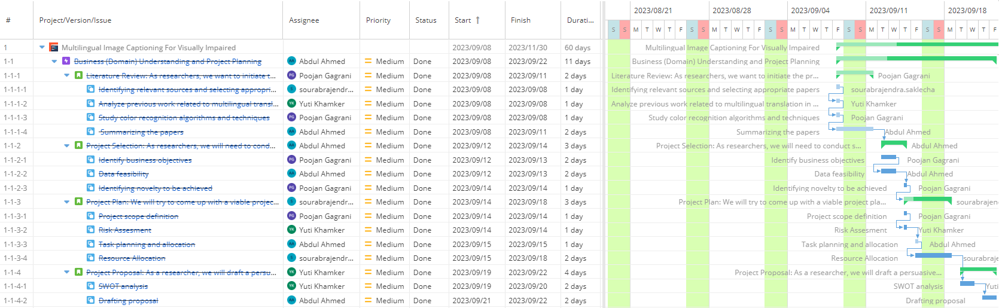 # Project/Version/Issue Assignee Priority Status Start Finish Durati... 2023/08/21 2023/08/28 2023/09/04 2023/09/11 2023/09/18
S S M T W T F S S M T W T F S S M T W T F S S M T W T F S S M T W T F
1 Multilingual Image Captioning For Visually Impaired 2023/09/08 2023/11/30 60 days Multilingual Image Captioning For Visually Impaired
1-1 Business (Domain) Understanding and Project Planning AA Abdul Ahmed Medium Done 2023/09/08 2023/09/22 11 days Business (Domain) Understanding and Project Planning
1-1-1 Literature Review: As researchers, we want to initiate t... PG Poojan Gagrani Medium Done 2023/09/08 2023/09/11 2 days Literature Review: As researchers, we want to initiate the pr... Poojan Gagrani
1-1-1-1 Identifying relevant sources and selecting appropri... S sourabrajendr... Medium Done 2023/09/08 2023/09/08 1 day Identifying relevant sources and selecting appropriate papers sourabrajendra.saklecha
1-1-1-2 Analyze previous work related to multilingual transl... YK Yuti Khamker Medium Done 2023/09/08 2023/09/08 1 day Analyze previous work related to multilingual translation in ... Yuti Khamker
1-1-1-3 Study color recognition algorithms and techniques PG Poojan Gagrani Medium Done 2023/09/08 2023/09/08 1 day Study color recognition algorithms and techniques Poojan Gagrani
1-1-1-4 Summarizing the papers AA Abdul Ahmed Medium Done 2023/09/08 2023/09/11 2 days Summarizing the papers Abdul Ahmed
1-1-2 Project Selection: As researchers, we will need to cond... AA Abdul Ahmed Medium Done 2023/09/12 2023/09/14 3 days Project Selection: As researchers, we will need to conduct s... Abdul Ahmed
1-1-2-1 Identify business objectives PG Poojan Gagrani Medium Done 2023/09/12 2023/09/13 2 days Identify business objectives Poojan Gagrani
1-1-2-2 Data feasibility AA Abdul Ahmed Medium Done 2023/09/12 2023/09/13 2 days Data feasibility Abdul Ahmed
1-1-2-3 Identifying novelty to be achieved PG Poojan Gagrani Medium Done 2023/09/14 2023/09/14 1 day Identifying novelty to be achieved Poojan Gagrani
1-1-3 Project Plan: We will try to come up with a viable projec... S sourabrajendr... Medium Done 2023/09/14 2023/09/18 3 days Project Plan: We will try to come up with a viable project pla... sourabrajen
1-1-3-1 Project scope definition PG Poojan Gagrani Medium Done 2023/09/14 2023/09/14 1 day Project scope definition Poojan Gagrani
1-1-3-2 Risk Assesment YK Yuti Khamker Medium Done 2023/09/14 2023/09/14 1 day Risk Assesment Yuti Khamker
1-1-3-3 Task planning and allocation AA Abdul Ahmed Medium Done 2023/09/15 2023/09/15 1 day Task planning and allocation Abdul Ahmed
1-1-3-4 Resource Allocation S sourabrajendr... Medium Done 2023/09/15 2023/09/18 2 days Resource Allocation sourabraje
1-1-4 Project Proposal: As a researcher, we will draft a persu... YK Yuti Khamker Medium Done 2023/09/19 2023/09/22 4 days Project Proposal: As a researcher, we will draft a persuasive...
1-1-4-1 SWOT analysis YK Yuti Khamker Medium Done 2023/09/19 2023/09/20 2 days SWOT analysis Yuti
1-1-4-2 Drafting proposal AA Abdul Ahmed Medium Done 2023/09/21 2023/09/22 2 days Drafting proposal